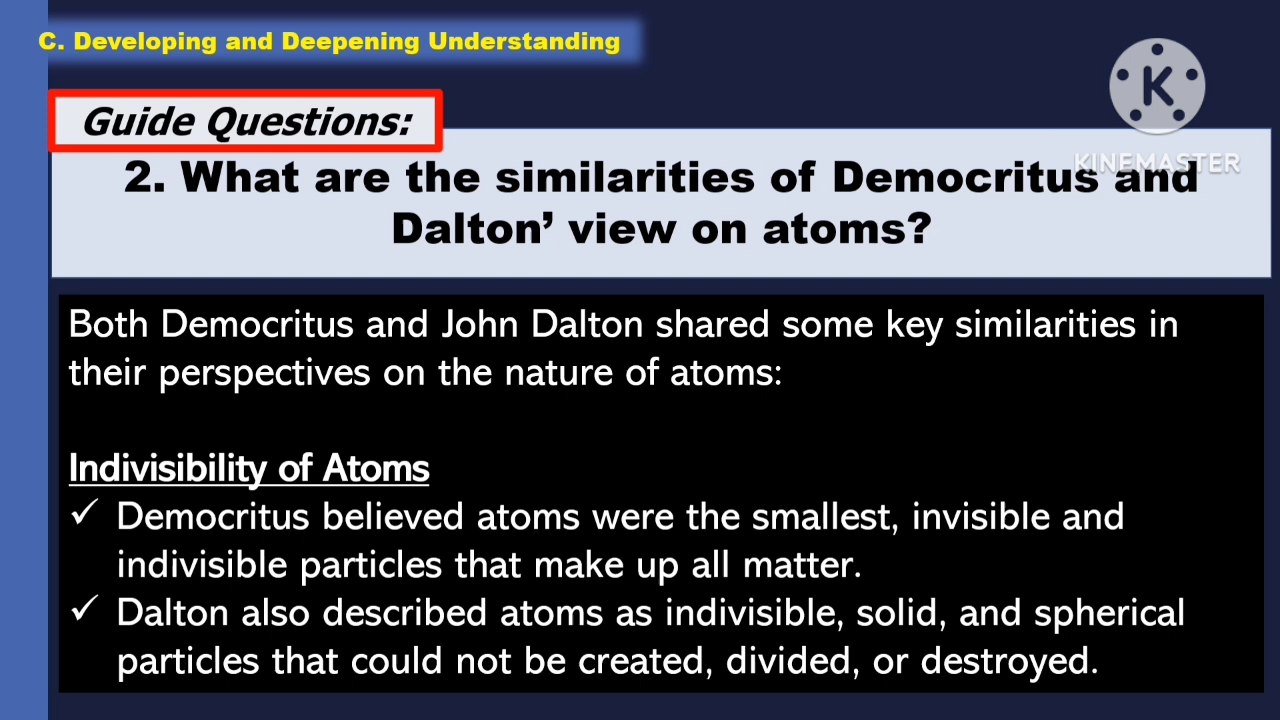 C. Developing and Deepening Understanding
Guide Questions:
K
KINEMASTER
2. What are the similarities of Democritus and
Dalton’ view on atoms?
Both Democritus and John Dalton shared some key similarities in
their perspectives on the nature of atoms:
Indivisibility of Atoms
✓ Democritus believed atoms were the smallest, invisible and
indivisible particles that make up all matter.
✓ Dalton also described atoms as indivisible, solid, and spherical
particles that could not be created, divided, or destroyed.